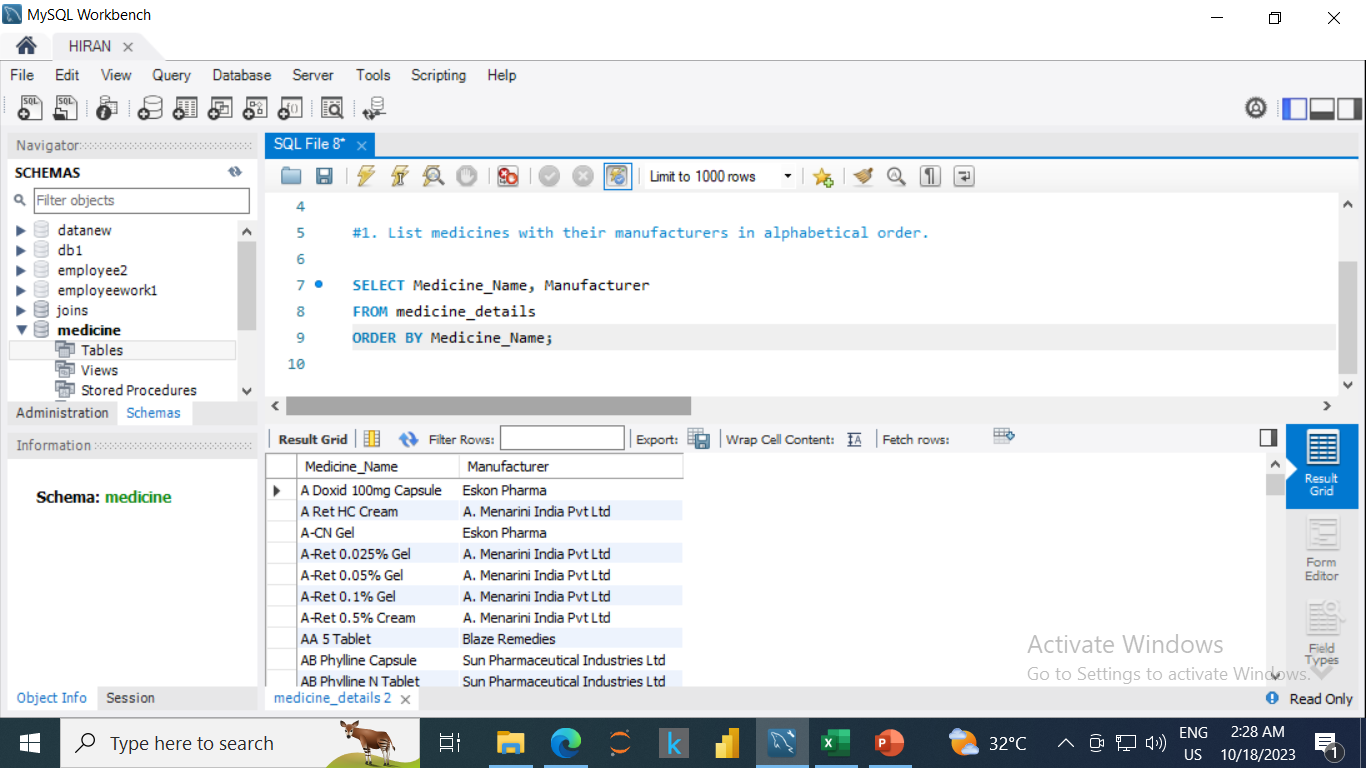 MySQL Workbench
HIRAN
File Edit View Query Database Server Tools Scripting Help
Navigator
SCHEMAS
Filter objects
datanew
db1
employee2
employeework1
joins
medicine
Tables
Views
Stored Procedures
Administration Schemas
Information
Schema: medicine
Object Info Session
SQL File 8*
Limit to 1000 rows
4
5 #1. List medicines with their manufacturers in alphabetical order.
6
7 SELECT Medicine_Name, Manufacturer
8 FROM medicine_details
9 ORDER BY Medicine_Name;
10
Result Grid Filter Rows: Export: Wrap Cell Content: Fetch rows:
Medicine_Name Manufacturer
A Doxid 100mg Capsule Eskon Pharma
A Ret HC Cream A. Menarini India Pvt Ltd
A-CN Gel Eskon Pharma
A-Ret 0.025% Gel A. Menarini India Pvt Ltd
A-Ret 0.05% Gel A. Menarini India Pvt Ltd
A-Ret 0.1% Gel A. Menarini India Pvt Ltd
A-Ret 0.5% Cream A. Menarini India Pvt Ltd
AA 5 Tablet Blaze Remedies
AB Phylline Capsule Sun Pharmaceutical Industries Ltd
AB Phylline N Tablet Sun Pharmaceutical Industries Ltd
Result
Grid
Form
Editor
Field
Types
Activate Windows
Go to Settings to activate Windows.
medicine_details 2
Read Only
Type here to search
32°C
ENG
US
2:28 AM
10/18/2023
1